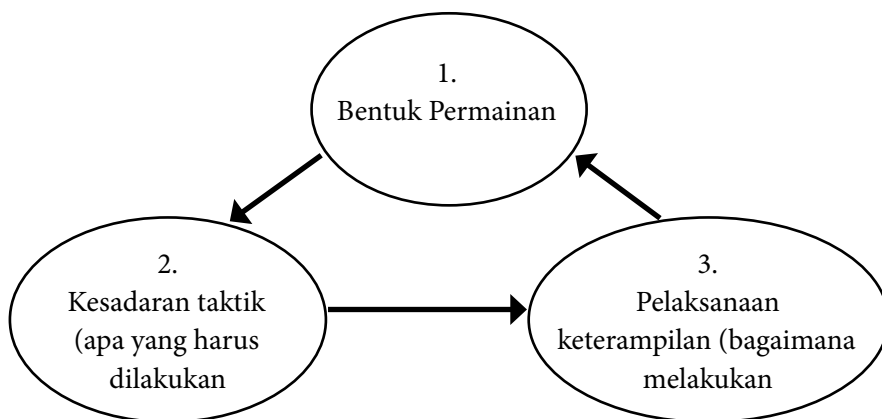 1.
Bentuk Permainan
2.
Kesadaran taktik
(apa yang harus
dilakukan
3.
Pelaksanaan
keterampilan (bagaimana
melakukan